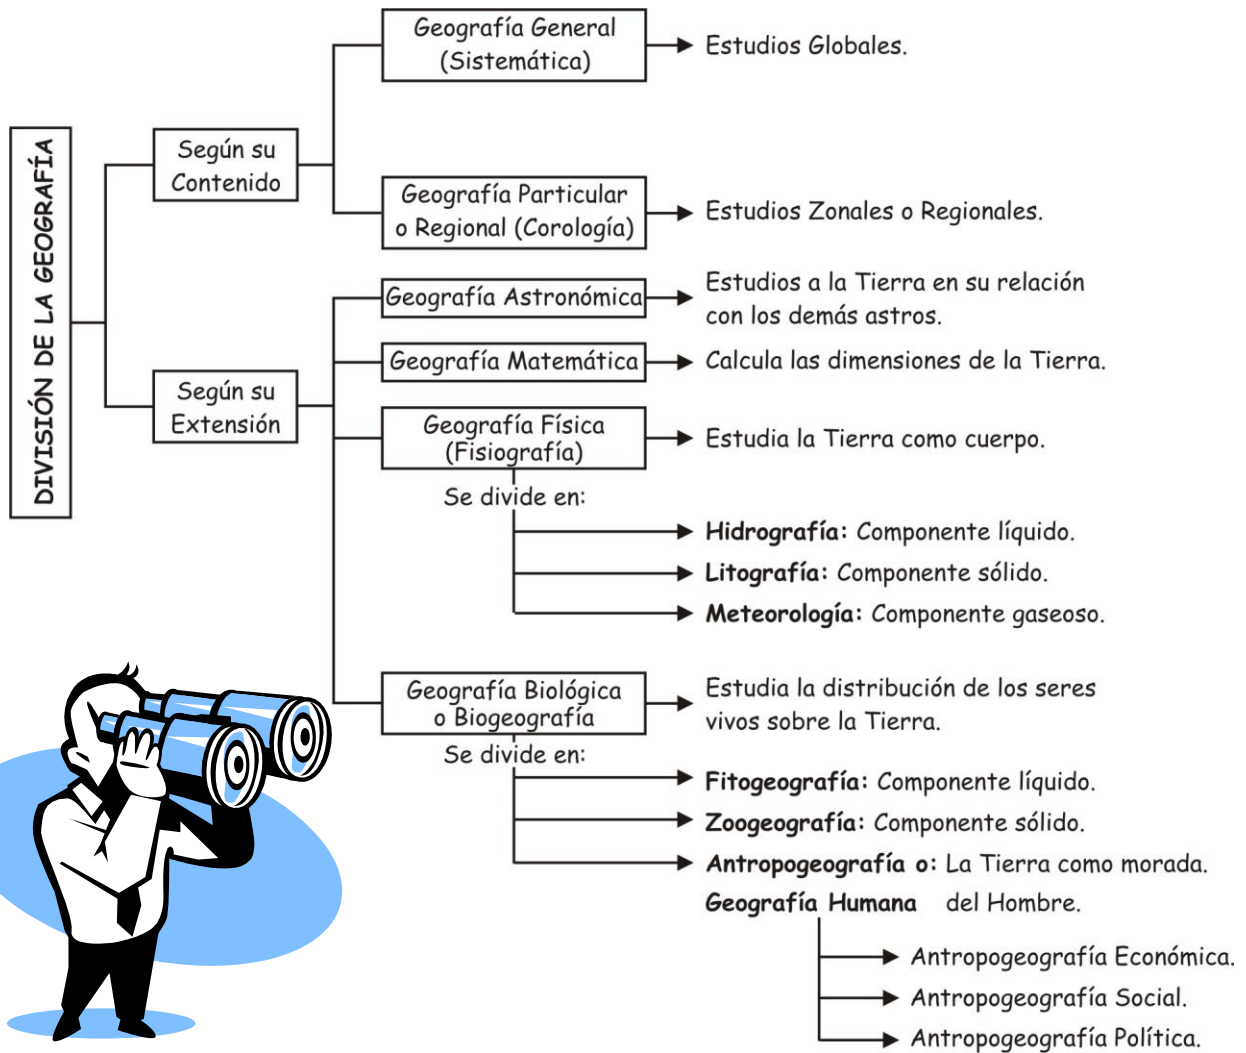 DIVISIÓN DE LA GEOGRAFÍA
Según su
Contenido
Geografía General
(Sistemática)
Estudios Globales.
Geografía Particular
o Regional (Corología)
Estudios Zonales o Regionales.
Según su
Extensión
Geografía Astronómica
Estudios a la Tierra en su relación
con los demás astros.
Geografía Matemática
Calcula las dimensiones de la Tierra.
Geografía Física
(Fisiografía)
Estudia la Tierra como cuerpo.
Se divide en:
Hidrografía: Componente líquido.
Litografía: Componente sólido.
Meteorología: Componente gaseoso.
Geografía Biológica
o Biogeografía
Estudia la distribución de los seres
vivos sobre la Tierra.
Se divide en:
Fitogeografía: Componente líquido.
Zoogeografía: Componente sólido.
Antropogeografía o: La Tierra como morada.
Geografía Humana del Hombre.
Antropogeografía Económica.
Antropogeografía Social.
Antropogeografía Política.